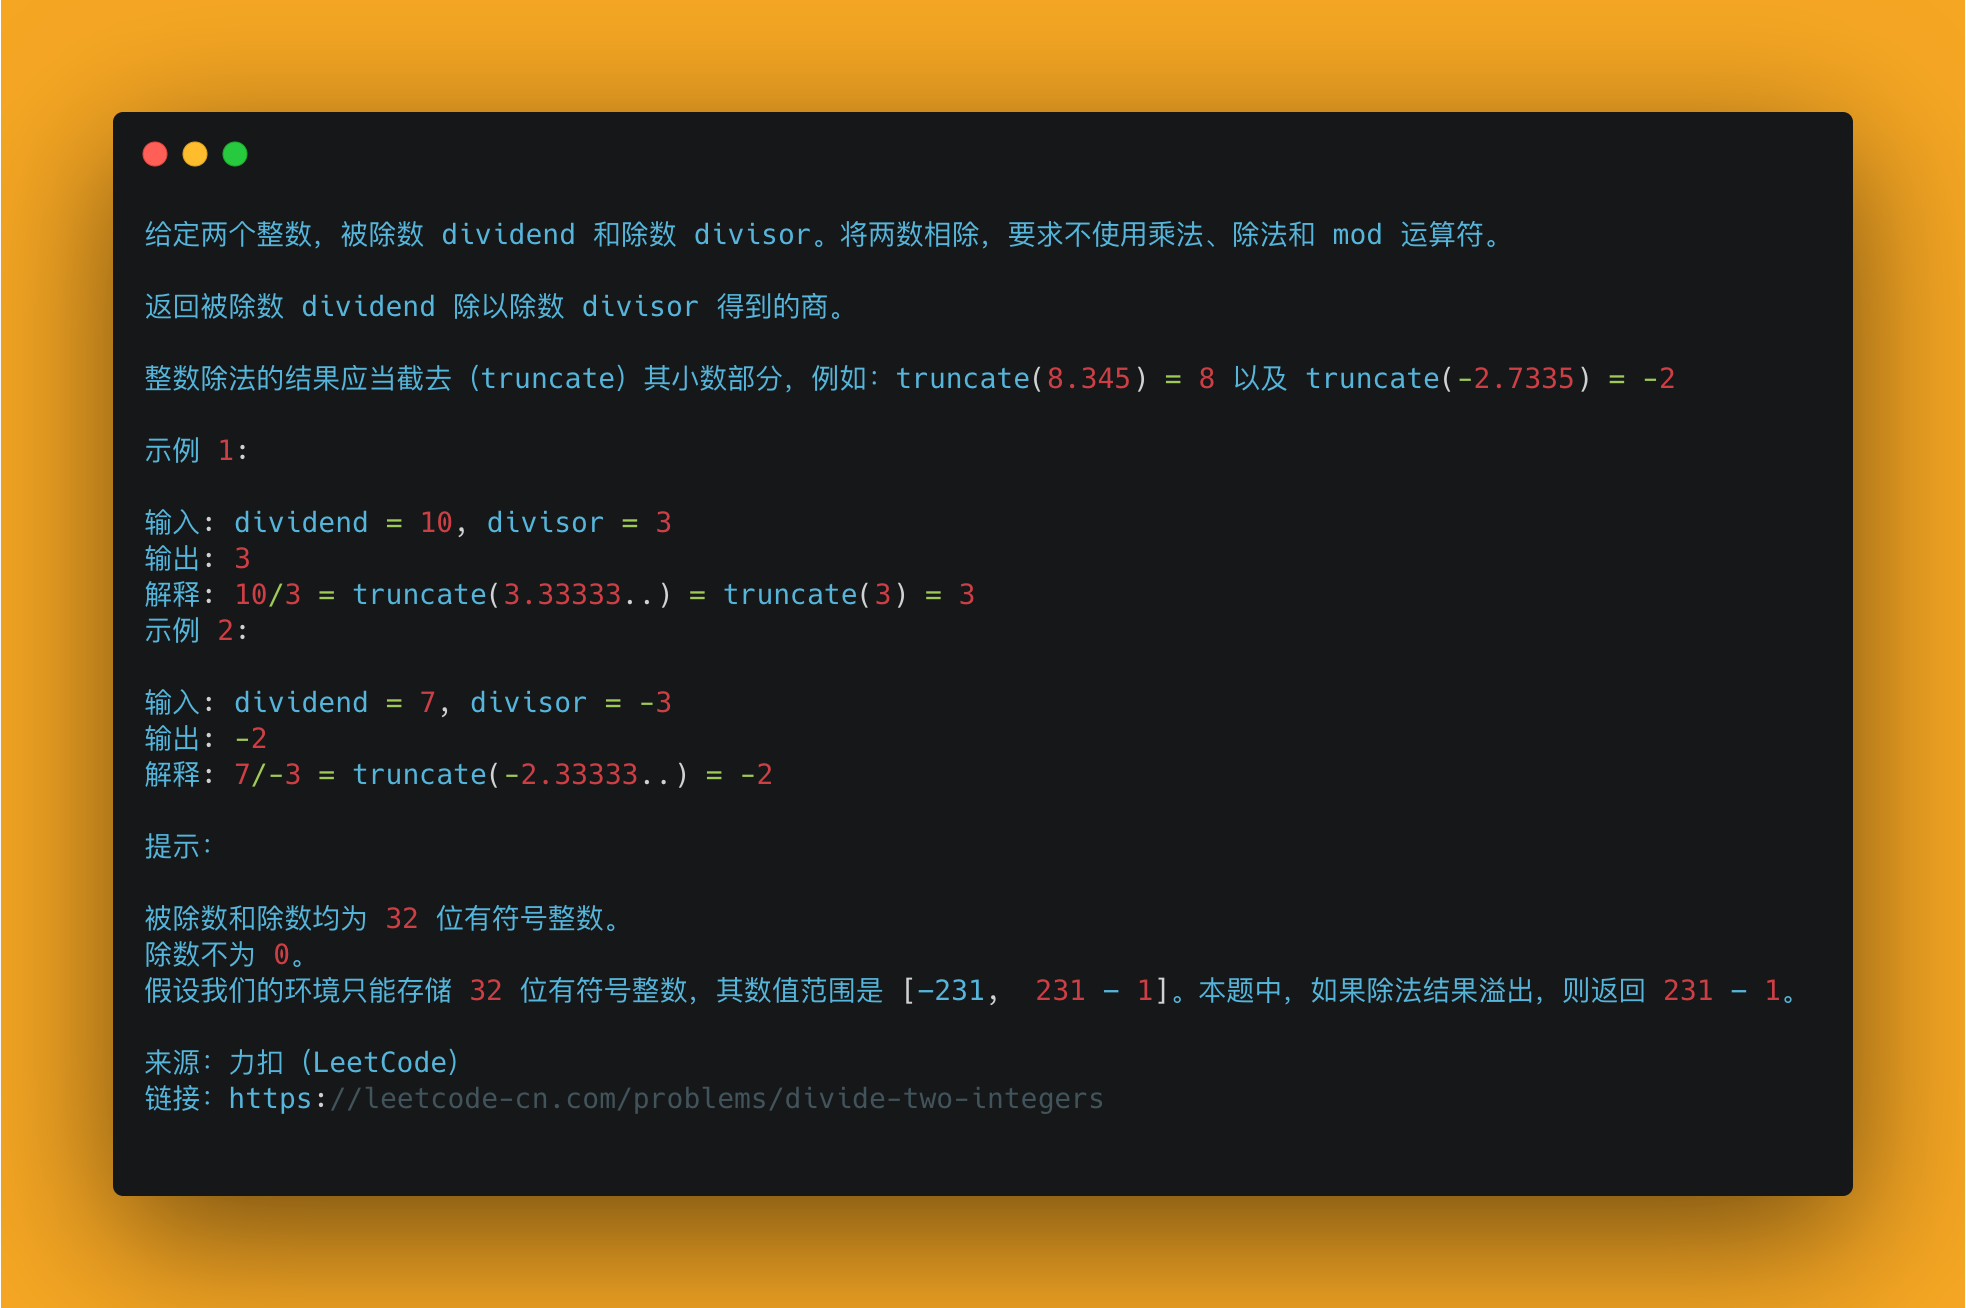 给定两个整数，被除数 dividend 和除数 divisor。将两数相除，要求不使用乘法、除法和 mod 运算符。
返回被除数 dividend 除以除数 divisor 得到的商。
整数除法的结果应当截去（truncate）其小数部分，例如：truncate(8.345) = 8 以及 truncate(-2.7335) = -2
示例 1:
输入: dividend = 10, divisor = 3
输出: 3
解释: 10/3 = truncate(3.33333..) = truncate(3) = 3
示例 2:
输入: dividend = 7, divisor = -3
输出: -2
解释: 7/-3 = truncate(-2.33333..) = -2
提示：
被除数和除数均为 32 位有符号整数。
除数不为 0。
假设我们的环境只能存储 32 位有符号整数，其数值范围是 [−231,  231 − 1]。本题中，如果除法结果溢出，则返回 231 − 1。
来源：力扣（LeetCode）
链接：https://leetcode-cn.com/problems/divide-two-integers